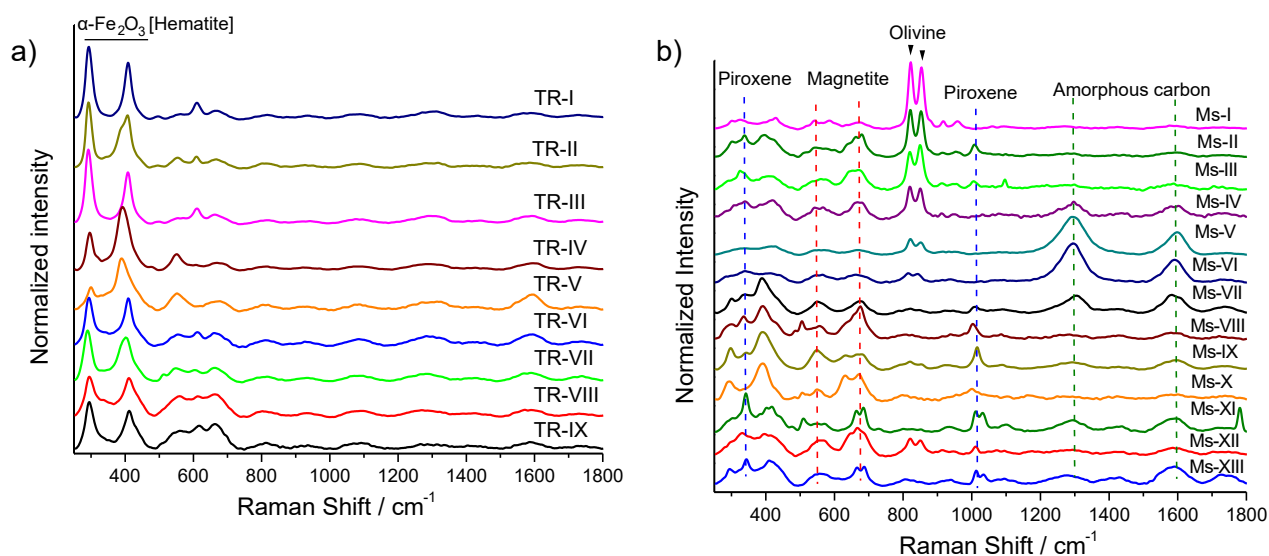 a)
α-Fe₂O₃ [Hematite]
TR-I
TR-II
TR-III
TR-IV
TR-V
TR-VI
TR-VII
TR-VIII
TR-IX
Normalized intensity
400 600 800 1000 1200 1400 1600 1800
Raman Shift / cm⁻¹
b)
Olivine
Piroxene Magnetite Piroxene Amorphous carbon
Ms-I
Ms-II
Ms-III
Ms-IV
Ms-V
Ms-VI
Ms-VII
Ms-VIII
Ms-IX
Ms-X
Ms-XI
Ms-XII
Ms-XIII
Normalized Intensity
400 600 800 1000 1200 1400 1600 1800
Raman Shift / cm⁻¹